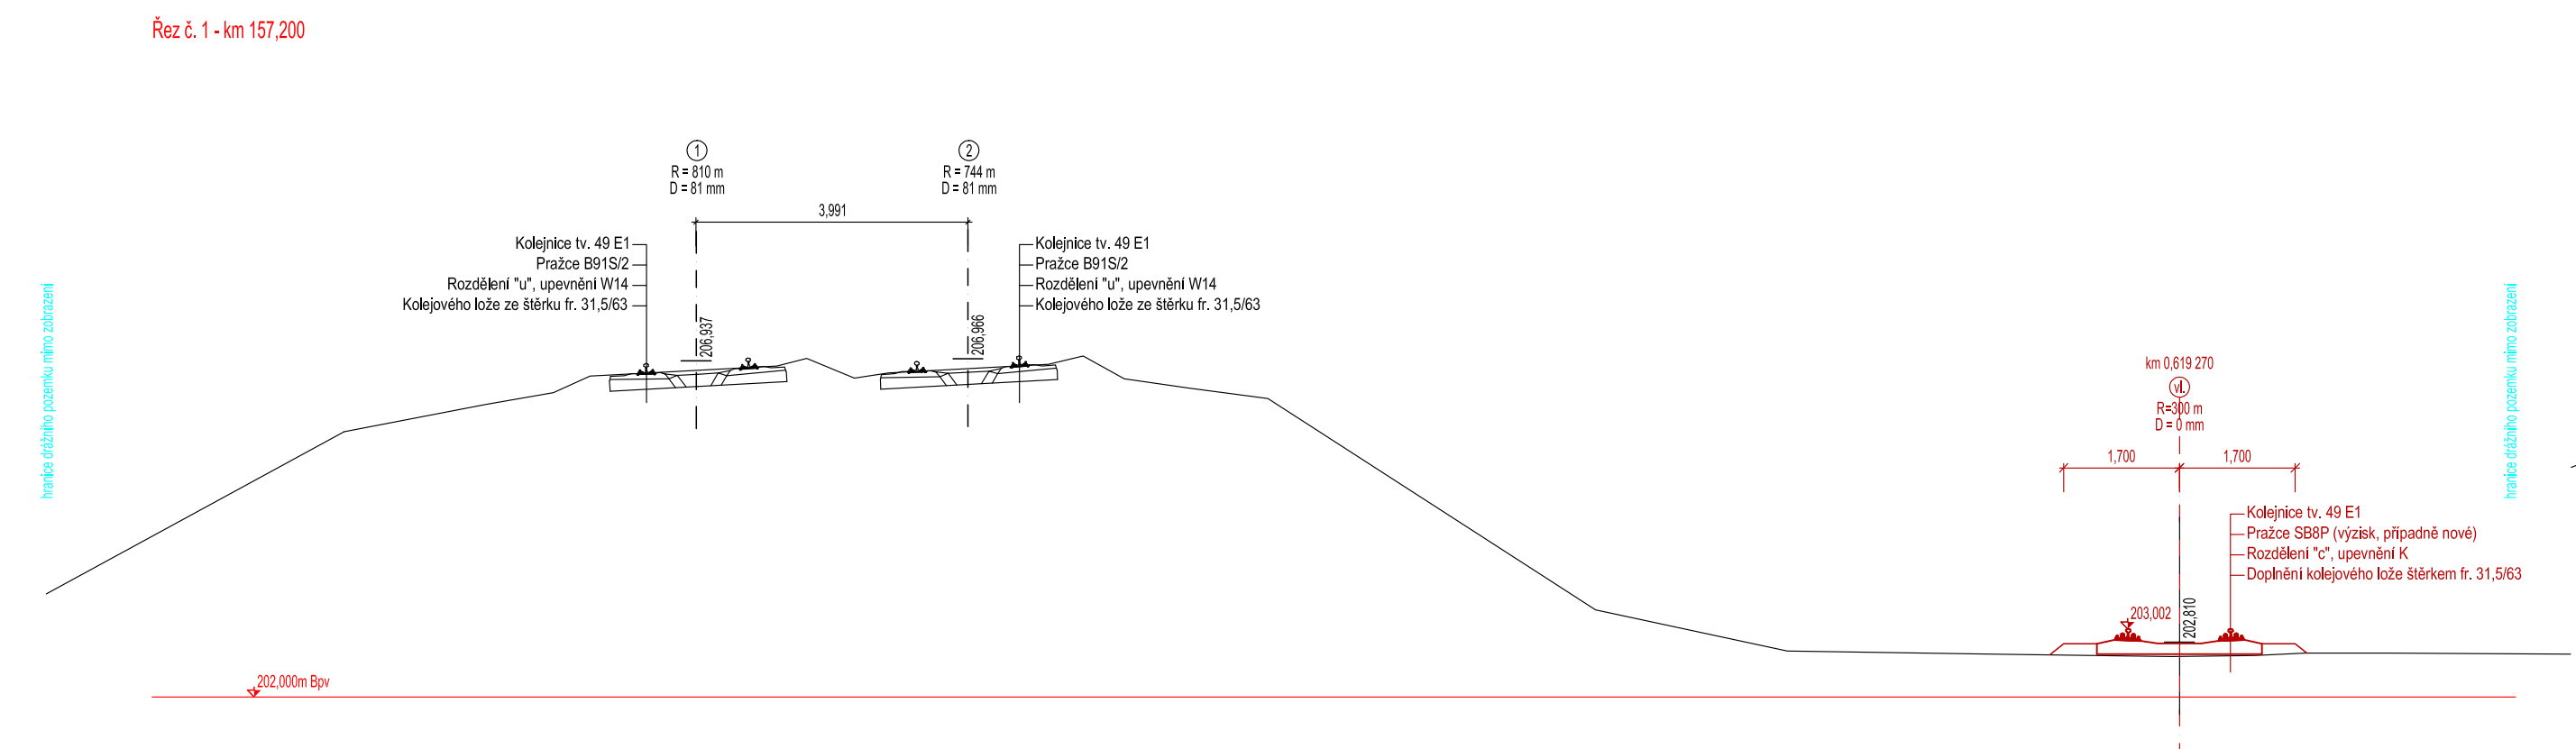 Řez č. 1 - km 157,200
1
R = 810 m
D = 81 mm
2
R = 744 m
D = 81 mm
3,991
Kolejnice tv. 49 E1
Pražce B91S/2
Rozdělení "u", upevnění W14
Kolejového lože ze štěrku fr. 31,5/63
Kolejnice tv. 49 E1
Pražce B91S/2
Rozdělení "u", upevnění W14
Kolejového lože ze štěrku fr. 31,5/63
206,937
206,966
hranice drážního pozemku mimo zobrazení
hranice drážního pozemku mimo zobrazení
km 0,619 270
vl.
R=300 m
D = 0 mm
1,700
1,700
Kolejnice tv. 49 E1
Pražce SB8P (výzisk, případně nové)
Rozdělení "c", upevnění K
Doplnění kolejového lože štěrkem fr. 31,5/63
203,002
202,810
202,000m Bpv